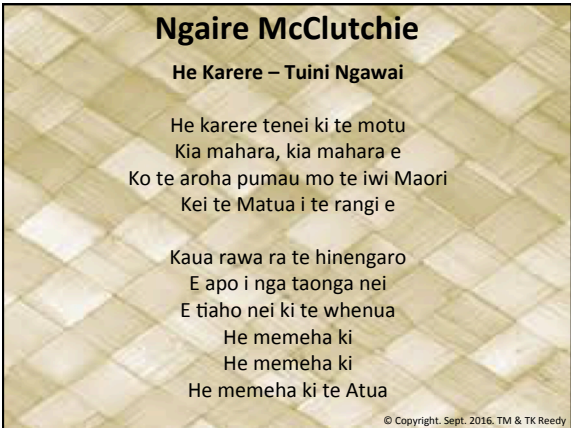 Ngaire McClutchie
He Karere – Tuini Ngawai
He karere tenei ki te motu
Kia mahara, kia mahara e
Ko te aroha pumau mo te iwi Maori
Kei te Matua i te rangi e
Kaua rawa ra te hinengaro
E apo i nga taonga nei
E tiaho nei ki te whenua
He memeha ki
He memeha ki
He memeha ki te Atua
© Copyright. Sept. 2016. TM & TK Reedy